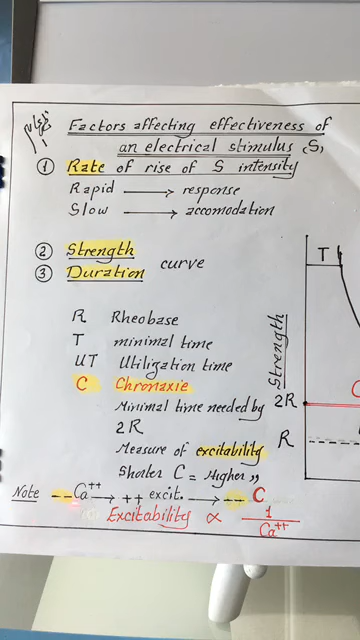 Factors affecting effectiveness of
an electrical stimulus (S)
① Rate of rise of S intensity
Rapid → response
Slow → accomodation
② Strength
③ Duration curve
R Rheobase
T minimal time
UT Utilization time
C Chronaxie
Minimal time needed by
2R
Measure of excitability
Shorter C = Higher ,,
Note -- Ca++ → ++ excit. → -- C
Excitability ∝ 1
Ca++
Strength
T
2R
R
C